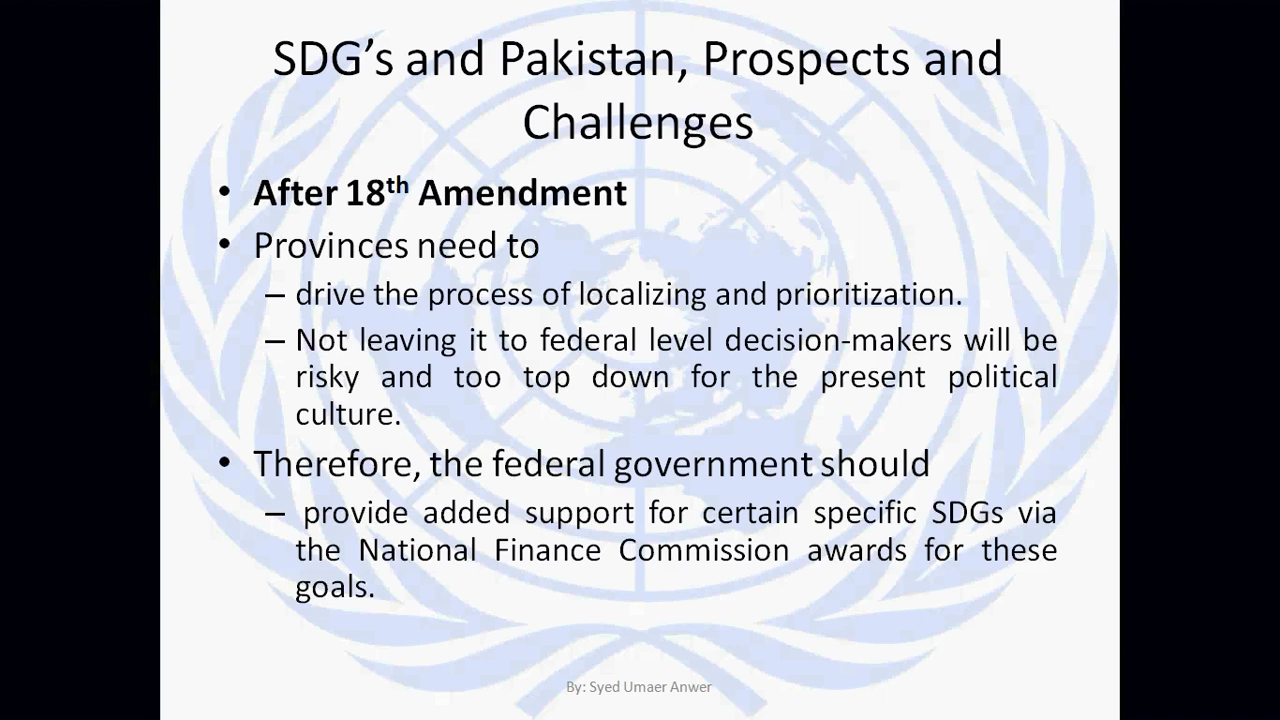 SDG’s and Pakistan, Prospects and
Challenges
• After 18th Amendment
• Provinces need to
– drive the process of localizing and prioritization.
– Not leaving it to federal level decision-makers will be
risky and too top down for the present political
culture.
• Therefore, the federal government should
– provide added support for certain specific SDGs via
the National Finance Commission awards for these
goals.
By: Syed Umaer Anwer